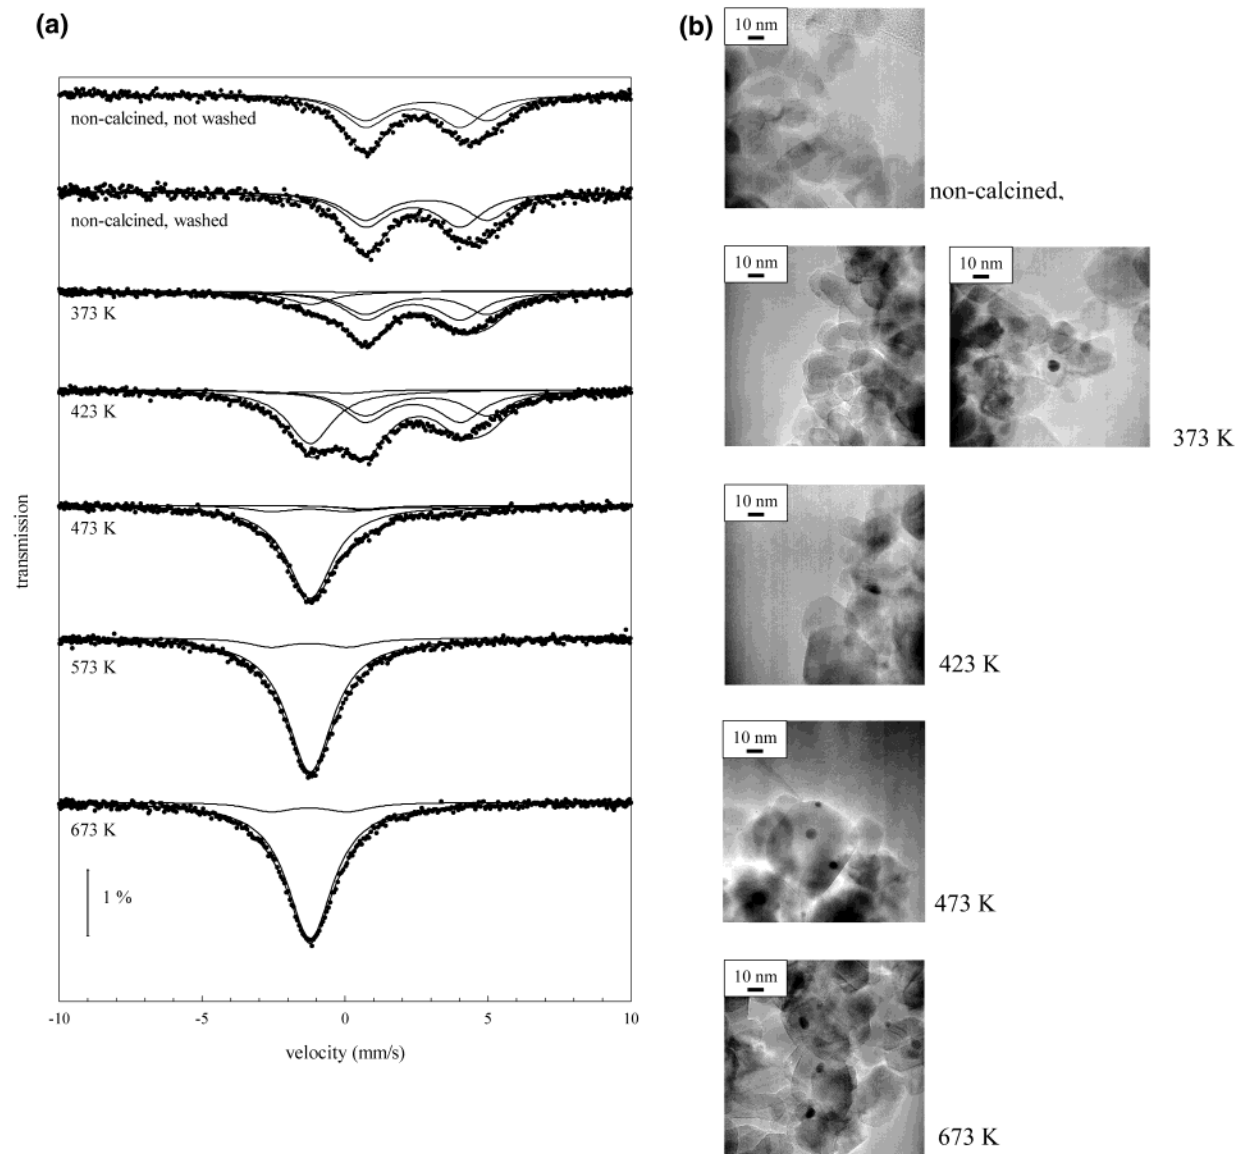 (a)
non-calcined, not washed
non-calcined, washed
373 K
423 K
473 K
573 K
673 K
1 %
transmission
-10 -5 0 5 10
velocity (mm/s)
(b)
10 nm
non-calcined,
10 nm
10 nm
373 K
10 nm
423 K
10 nm
473 K
10 nm
673 K